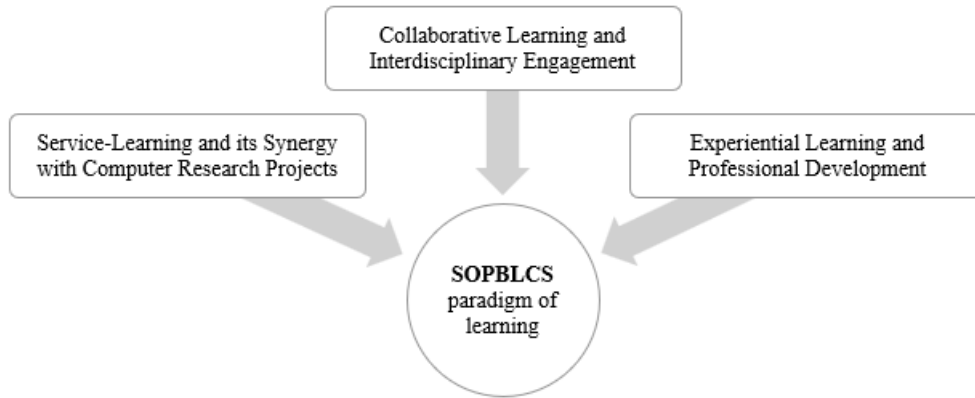 Collaborative Learning and
Interdisciplinary Engagement
Service-Learning and its Synergy
with Computer Research Projects
Experiential Learning and
Professional Development
SOPBLCS
paradigm of
learning